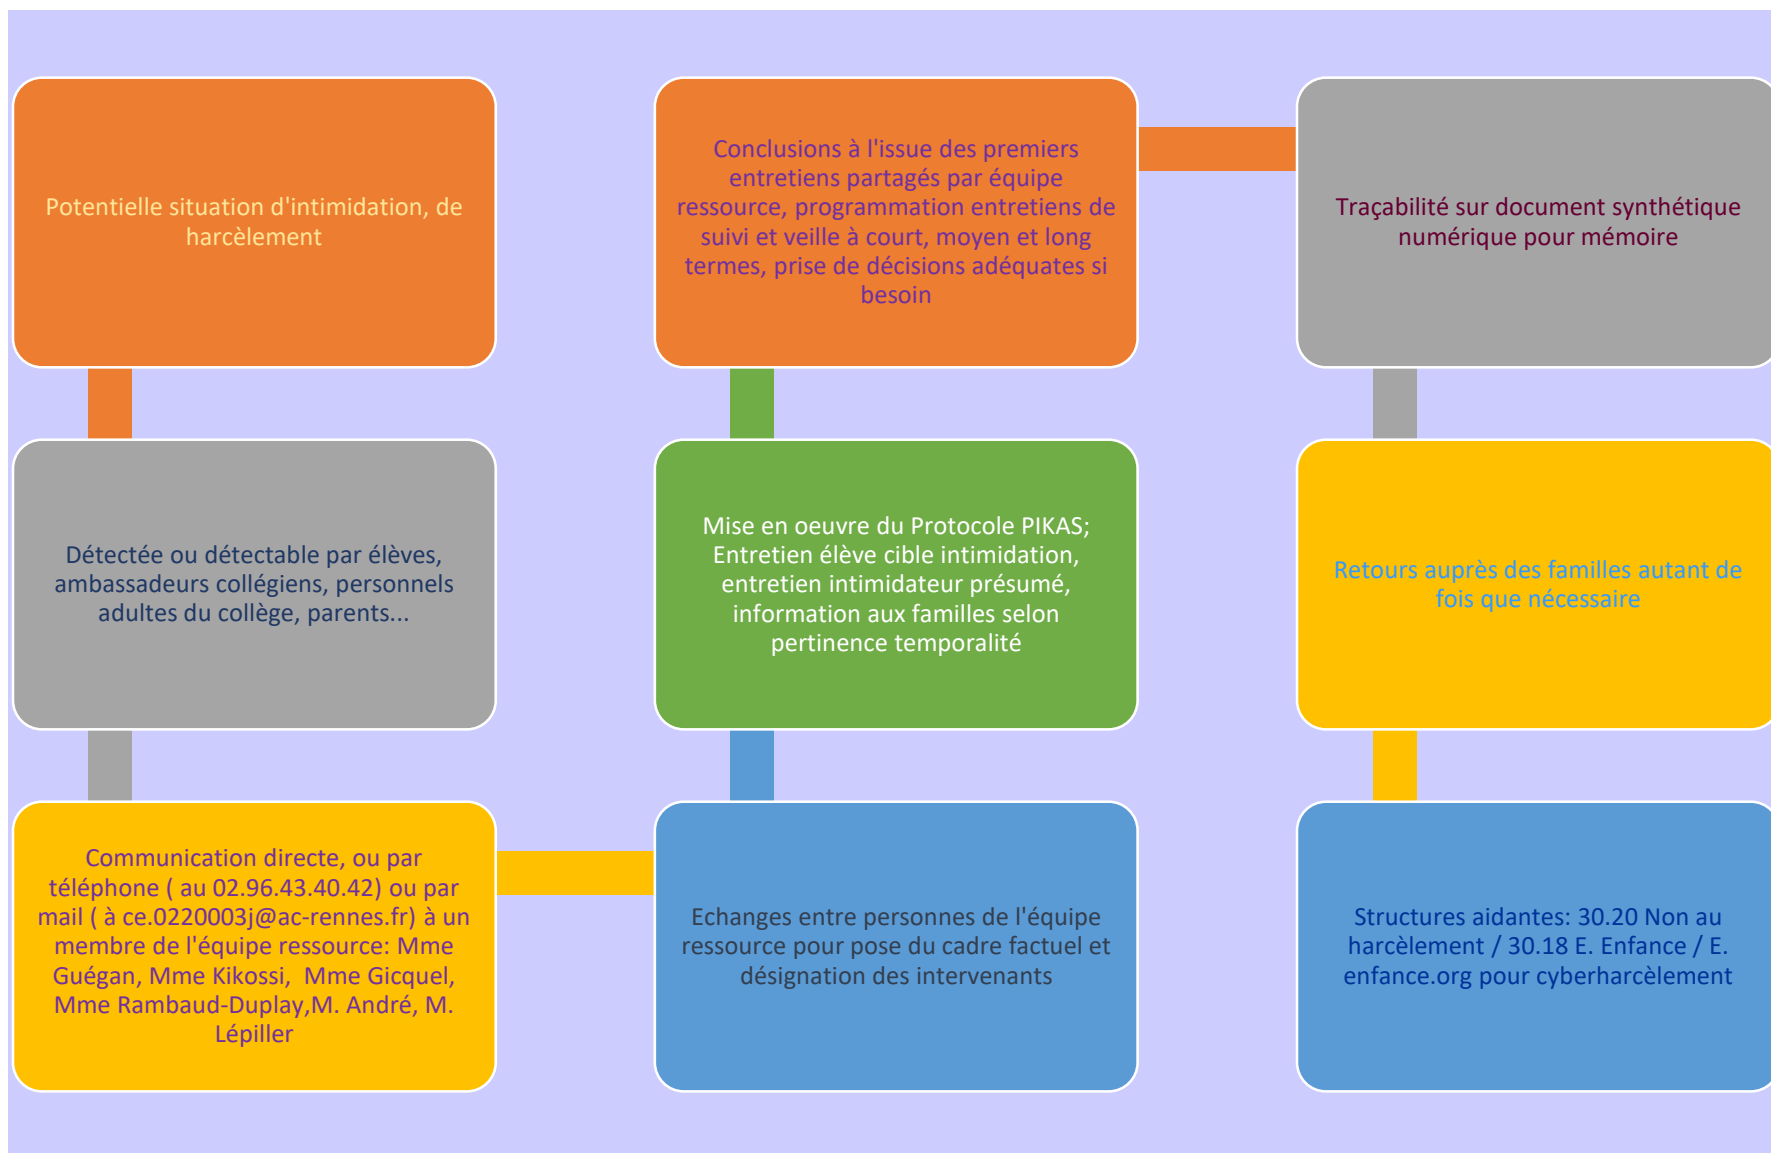 Potentielle situation d'intimidation, de
harcèlement
Détectée ou détectable par élèves,
ambassadeurs collégiens, personnels
adultes du collège, parents...
Communication directe, ou par
téléphone ( au 02.96.43.40.42) ou par
mail ( à ce.0220003j@ac-rennes.fr) à un
membre de l'équipe ressource: Mme
Guégan, Mme Kikossi,  Mme Gicquel,
Mme Rambaud-Duplay,M. André, M.
Lépiller
Echanges entre personnes de l'équipe
ressource pour pose du cadre factuel et
désignation des intervenants
Mise en oeuvre du Protocole PIKAS;
Entretien élève cible intimidation,
entretien intimidateur présumé,
information aux familles selon
pertinence temporalité
Conclusions à l'issue des premiers
entretiens partagés par équipe
ressource, programmation entretiens de
suivi et veille à court, moyen et long
termes, prise de décisions adéquates si
besoin
Traçabilité sur document synthétique
numérique pour mémoire
Retours auprès des familles autant de
fois que nécessaire
Structures aidantes: 30.20 Non au
harcèlement / 30.18 E. Enfance / E.
enfance.org pour cyberharcèlement